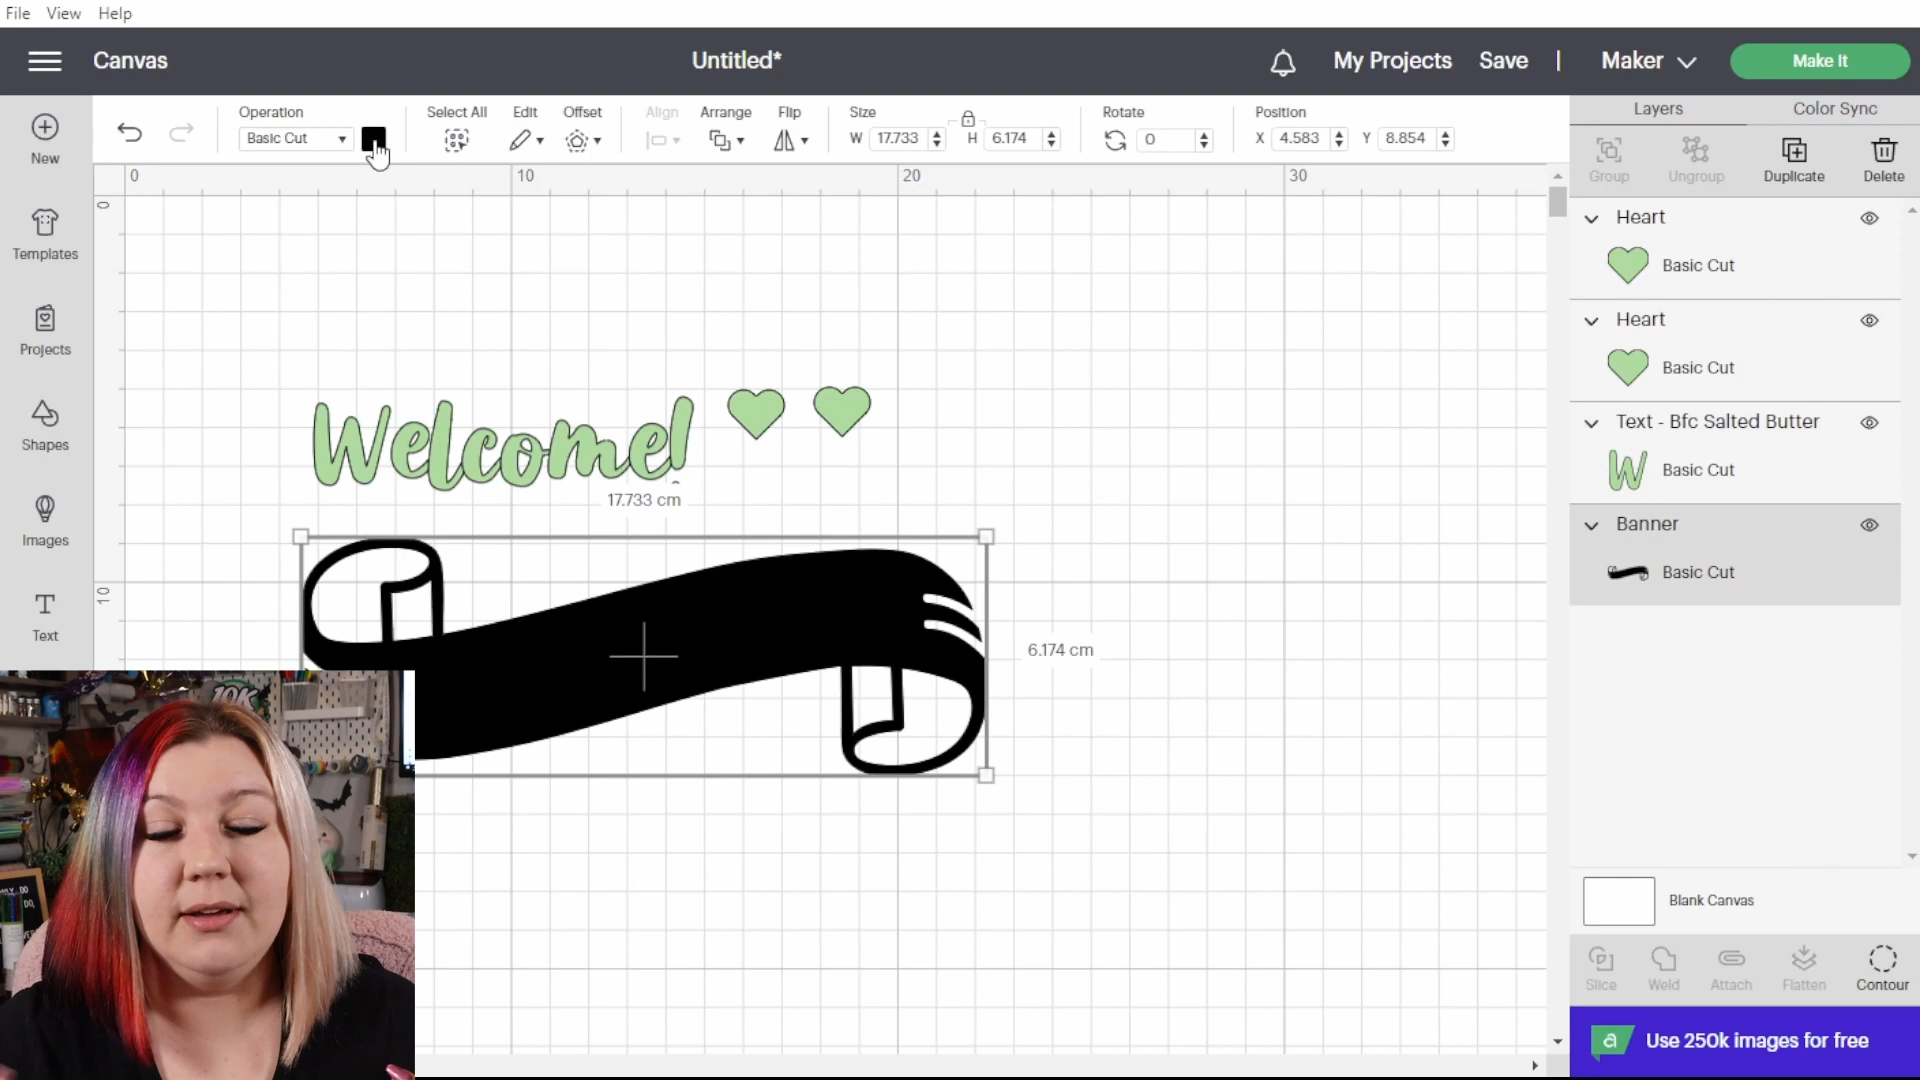 File View Help
Canvas Untitled* My Projects Save | Maker Make It
New
Templates
Projects
Shapes
Images
Text
Operation Select All Edit Offset Align Arrange Flip Size Rotate Position
Basic Cut W 17.733 H 6.174 0 X 4.583 Y 8.854
0 10 20 30
0
10
Welcome!
17.733 cm
6.174 cm
10K
Layers Color Sync
Group Ungroup Duplicate Delete
Heart
Basic Cut
Heart
Basic Cut
Text - Bfc Salted Butter
W Basic Cut
Banner
Basic Cut
Blank Canvas
Slice Weld Attach Flatten Contour
a Use 250k images for free